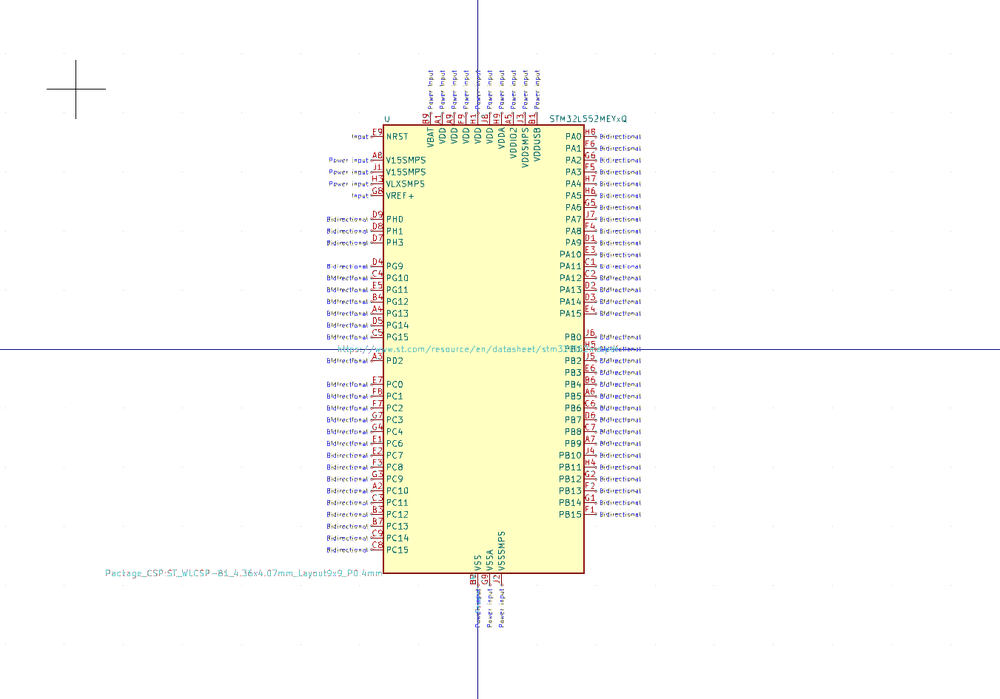 Power input Power input Power input Power input Power input Power input Power input Power input Power input Power input
B9 A1 A9 F9 H1 J8 H9 A5 J3 B1
U STM32L552MEYxQ
VBAT VDD VDD VDD VDD VDD VDDA VDDIO2 VDDSMPS VDDUSB
Input E9 NRST PA0 H8 Bidirectional
PA1 F6 Bidirectional
Power input A8 V15SMPS PA2 G6 Bidirectional
Power input J1 V15SMPS PA3 F5 Bidirectional
Power input H3 VLXSMPS PA4 H7 Bidirectional
Input G8 VREF+ PA5 H6 Bidirectional
PA6 G5 Bidirectional
Bidirectional D9 PH0 PA7 J7 Bidirectional
Bidirectional D8 PH1 PA8 F4 Bidirectional
Bidirectional D7 PH3 PA9 D1 Bidirectional
PA10 E3 Bidirectional
Bidirectional D4 PG9 PA11 C1 Bidirectional
Bidirectional C4 PG10 PA12 C2 Bidirectional
Bidirectional E5 PG11 PA13 D2 Bidirectional
Bidirectional B4 PG12 PA14 D3 Bidirectional
Bidirectional A4 PG13 PA15 E4 Bidirectional
Bidirectional D5 PG14
Bidirectional C5 PG15 PB0 J6 Bidirectional
https://www.st.com/resource/en/datasheet/ PB1 H5 Bidirectional
Bidirectional A3 PD2 PB2 J5 Bidirectional
PB3 E6 Bidirectional
Bidirectional E7 PC0 PB4 B6 Bidirectional
Bidirectional F8 PC1 PB5 A6 Bidirectional
Bidirectional F7 PC2 PB6 C6 Bidirectional
Bidirectional G7 PC3 PB7 D6 Bidirectional
Bidirectional G4 PC4 PB8 C7 Bidirectional
Bidirectional E1 PC6 PB9 A7 Bidirectional
Bidirectional E2 PC7 PB10 J4 Bidirectional
Bidirectional F3 PC8 PB11 H4 Bidirectional
Bidirectional G3 PC9 PB12 G2 Bidirectional
Bidirectional A2 PC10 PB13 F2 Bidirectional
Bidirectional C3 PC11 PB14 G1 Bidirectional
Bidirectional B3 PC12 PB15 F1 Bidirectional
Bidirectional B7 PC13
Bidirectional C9 PC14
Bidirectional C8 PC15
VSS VSSA VSSSMPS
Package_CSP:ST_WLCSP-81_4.36x4.07mm_Layout9x9_P0.4mm
G9 J2
Power input Power input